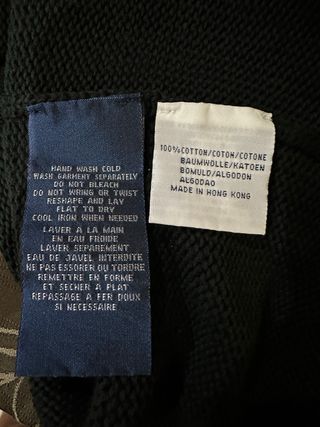 HAND WASH COLD
WASH GARMENT SEPARATELY
DO NOT BLEACH
DO NOT WRING OR TWIST
RESHAPE AND LAY
FLAT TO DRY
COOL IRON WHEN NEEDED
LAVER A LA MAIN
EN EAU FROIDE
LAVER SEPAREMENT
EAU DE JAVEL INTERDITE
NE PAS ESSORER OU TORDRE
REMETTRE EN FORME
ET SECHER A PLAT
REPASSAGE A FER DOUX
SI NECESSAIRE
100%COTTON/COTON/COTONE
BAUMWOLLE/KATOEN
BOMULD/ALGODON
ALGODAO
MADE IN HONG KONG